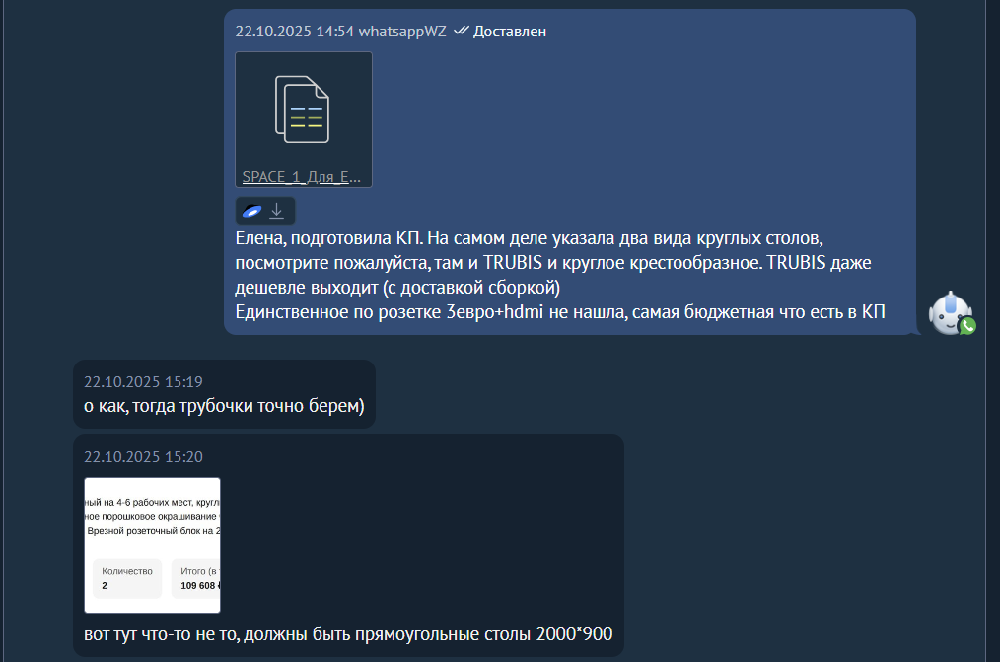 22.10.2025 14:54 whatsappWZ Доставлен
SPACE_1_Для_Е...
Елена, подготовила КП. На самом деле указала два вида круглых столов,
посмотрите пожалуйста, там и TRUBIS и круглое крестообразное. TRUBIS даже
дешевле выходит (с доставкой сборкой)
Единственное по розетке 3евро+hdmi не нашла, самая бюджетная что есть в КП
22.10.2025 15:19
о как, тогда трубочки точно берем)
22.10.2025 15:20
ный на 4-6 рабочих мест, кругл
ное порошковое окрашивание
Врезной розеточный блок на 2
Количество
Итого (в
2
109 608
вот тут что-то не то, должны быть прямоугольные столы 2000*900